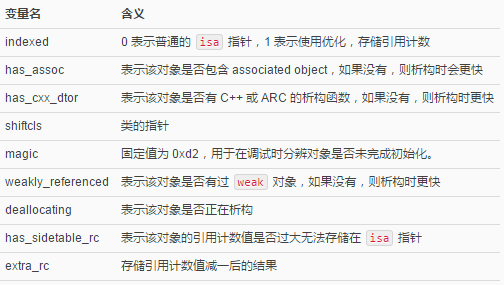 变量名 含义
indexed 0 表示普通的 isa 指针，1 表示使用优化，存储引用计数
has_assoc 表示该对象是否包含 associated object，如果没有，则析构时会更快
has_cxx_dtor 表示该对象是否有 C++ 或 ARC 的析构函数，如果没有，则析构时更快
shiftcls 类的指针
magic 固定值为 0xd2，用于在调试时分辨对象是否未完成初始化。
weakly_referenced 表示该对象是否有过 weak 对象，如果没有，则析构时更快
deallocating 表示该对象是否正在析构
has_sidetable_rc 表示该对象的引用计数值是否过大无法存储在 isa 指针
extra_rc 存储引用计数值减一后的结果